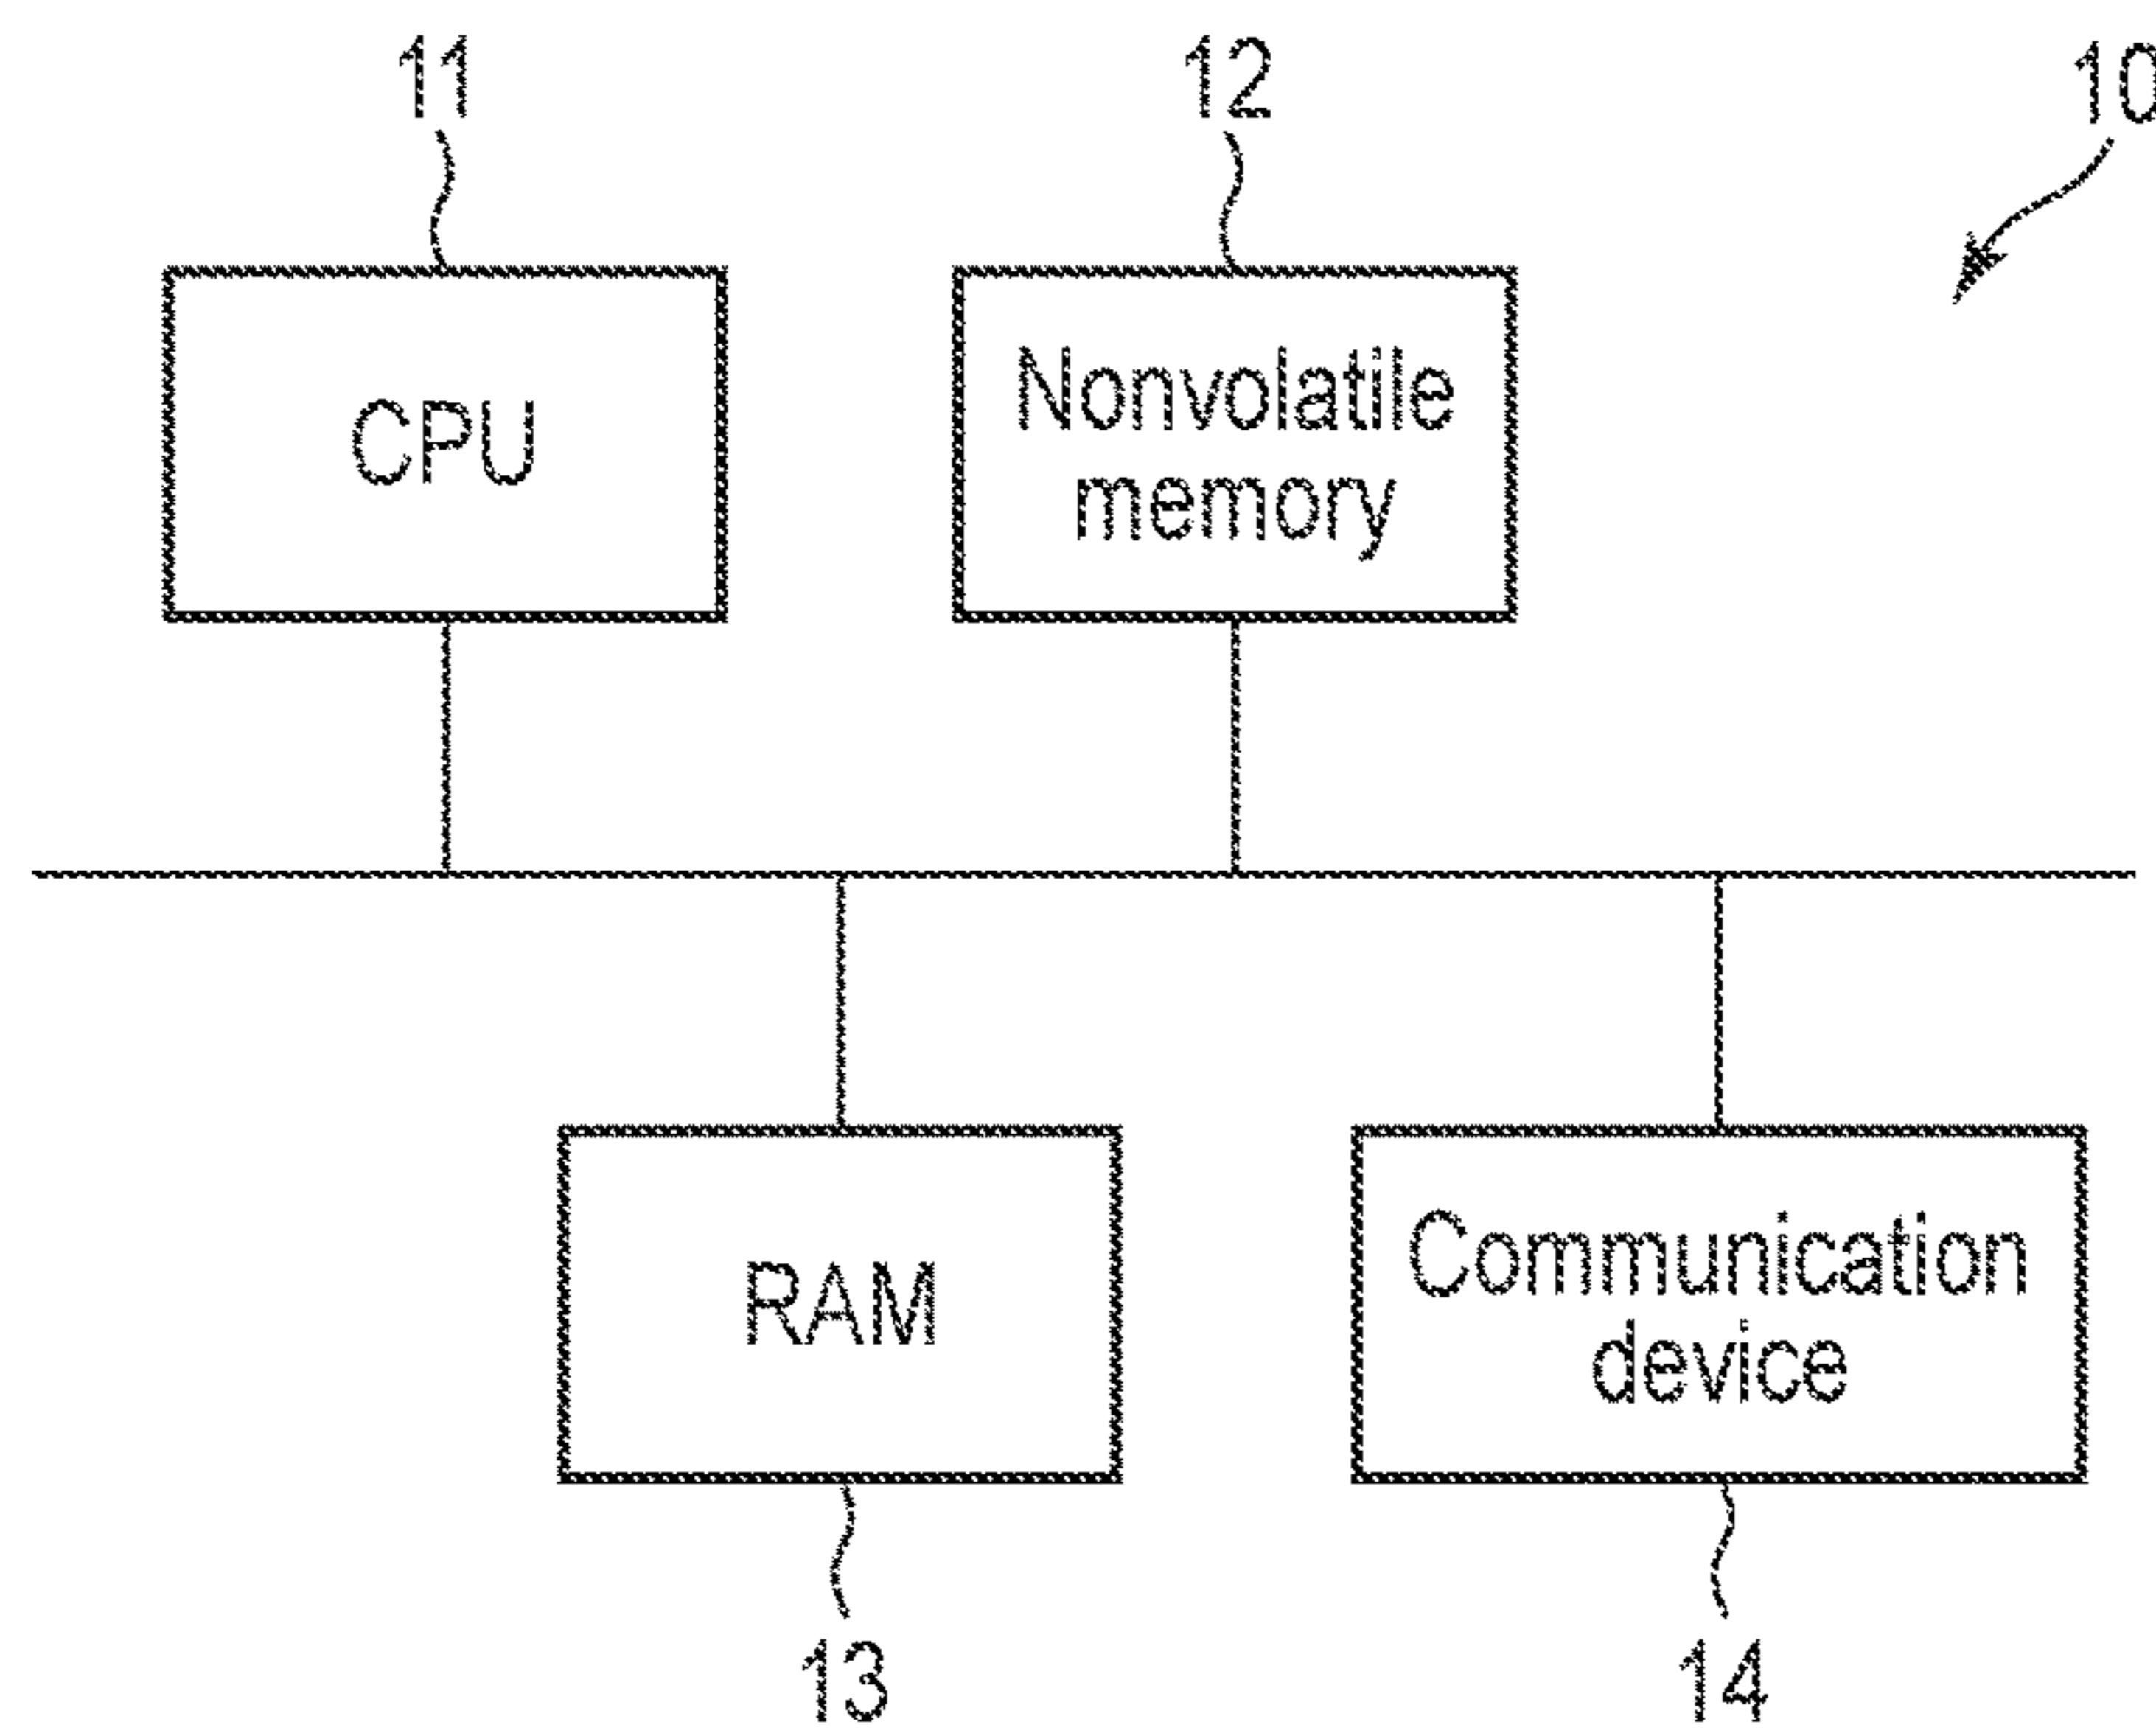 11
12
10
CPU
Nonvolatile
memory
RAM
Communication
device
13
14